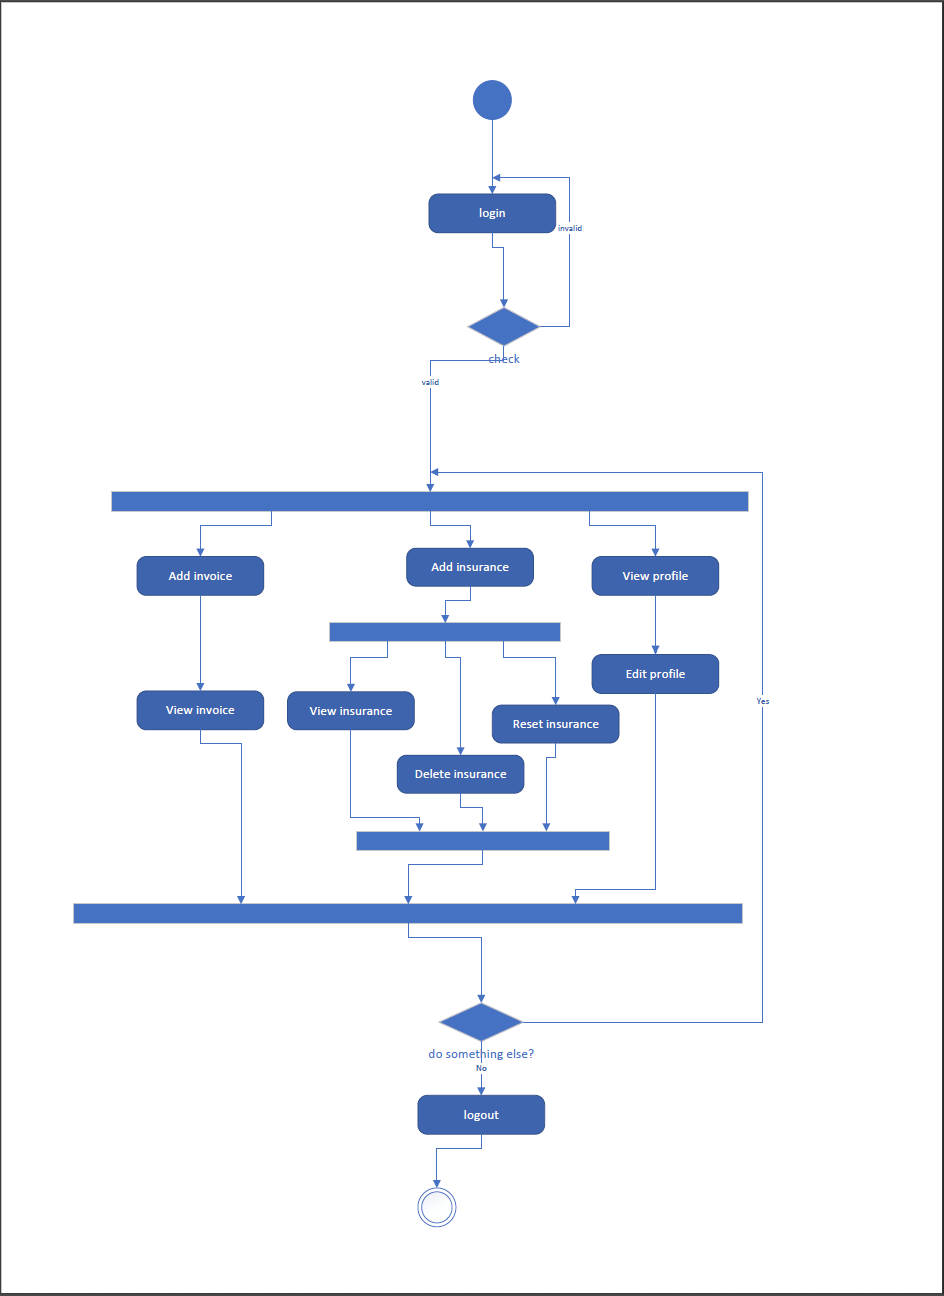 login
invalid
check
valid
Add invoice
Add insurance
View profile
Edit profile
View invoice
View insurance
Reset insurance
Yes
Delete insurance
do something else?
No
logout